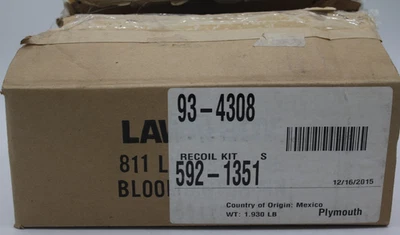 93-4308
LAW
811 L
BLOO
RECOIL KIT S
592-1351
12/16/2015
Country of Origin: Mexico
WT: 1.930 LB Plymouth